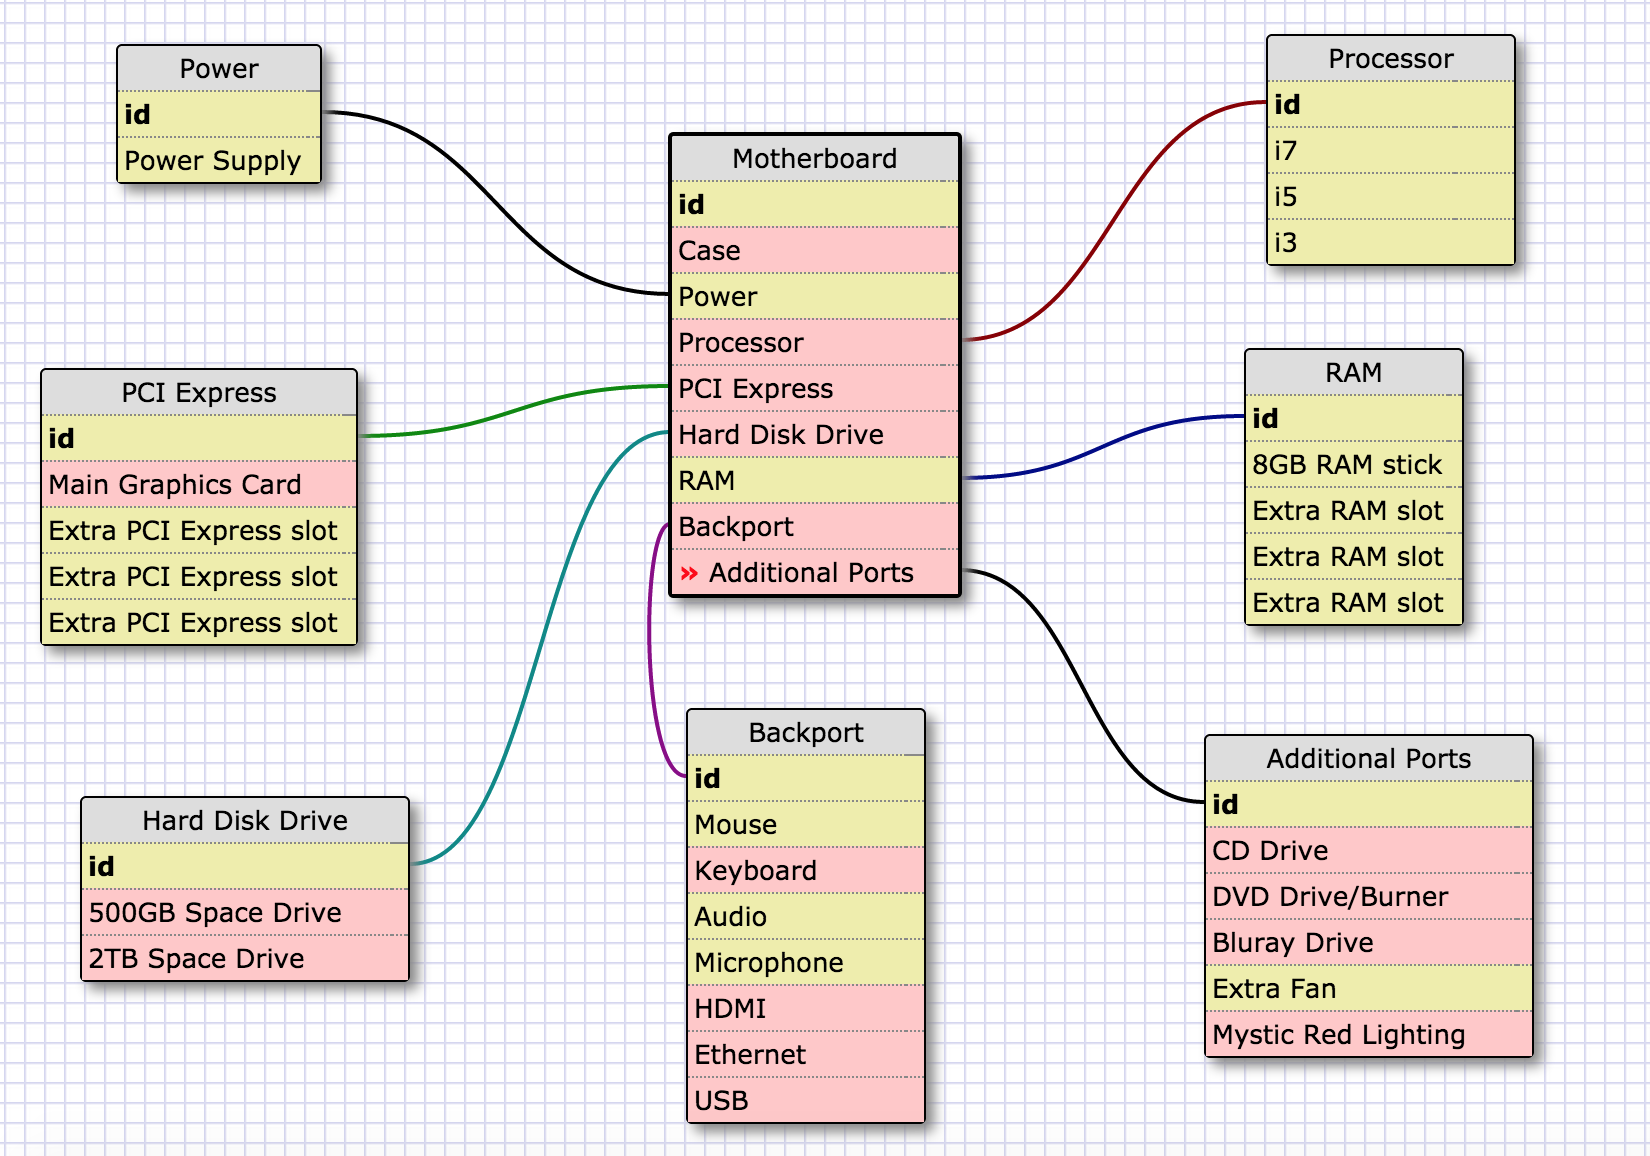 Power
id
Power Supply
Processor
id
i7
i5
i3
Motherboard
id
Case
Power
Processor
PCI Express
Hard Disk Drive
RAM
Backport
» Additional Ports
PCI Express
id
Main Graphics Card
Extra PCI Express slot
Extra PCI Express slot
Extra PCI Express slot
RAM
id
8GB RAM stick
Extra RAM slot
Extra RAM slot
Extra RAM slot
Hard Disk Drive
id
500GB Space Drive
2TB Space Drive
Backport
id
Mouse
Keyboard
Audio
Microphone
HDMI
Ethernet
USB
Additional Ports
id
CD Drive
DVD Drive/Burner
Bluray Drive
Extra Fan
Mystic Red Lighting